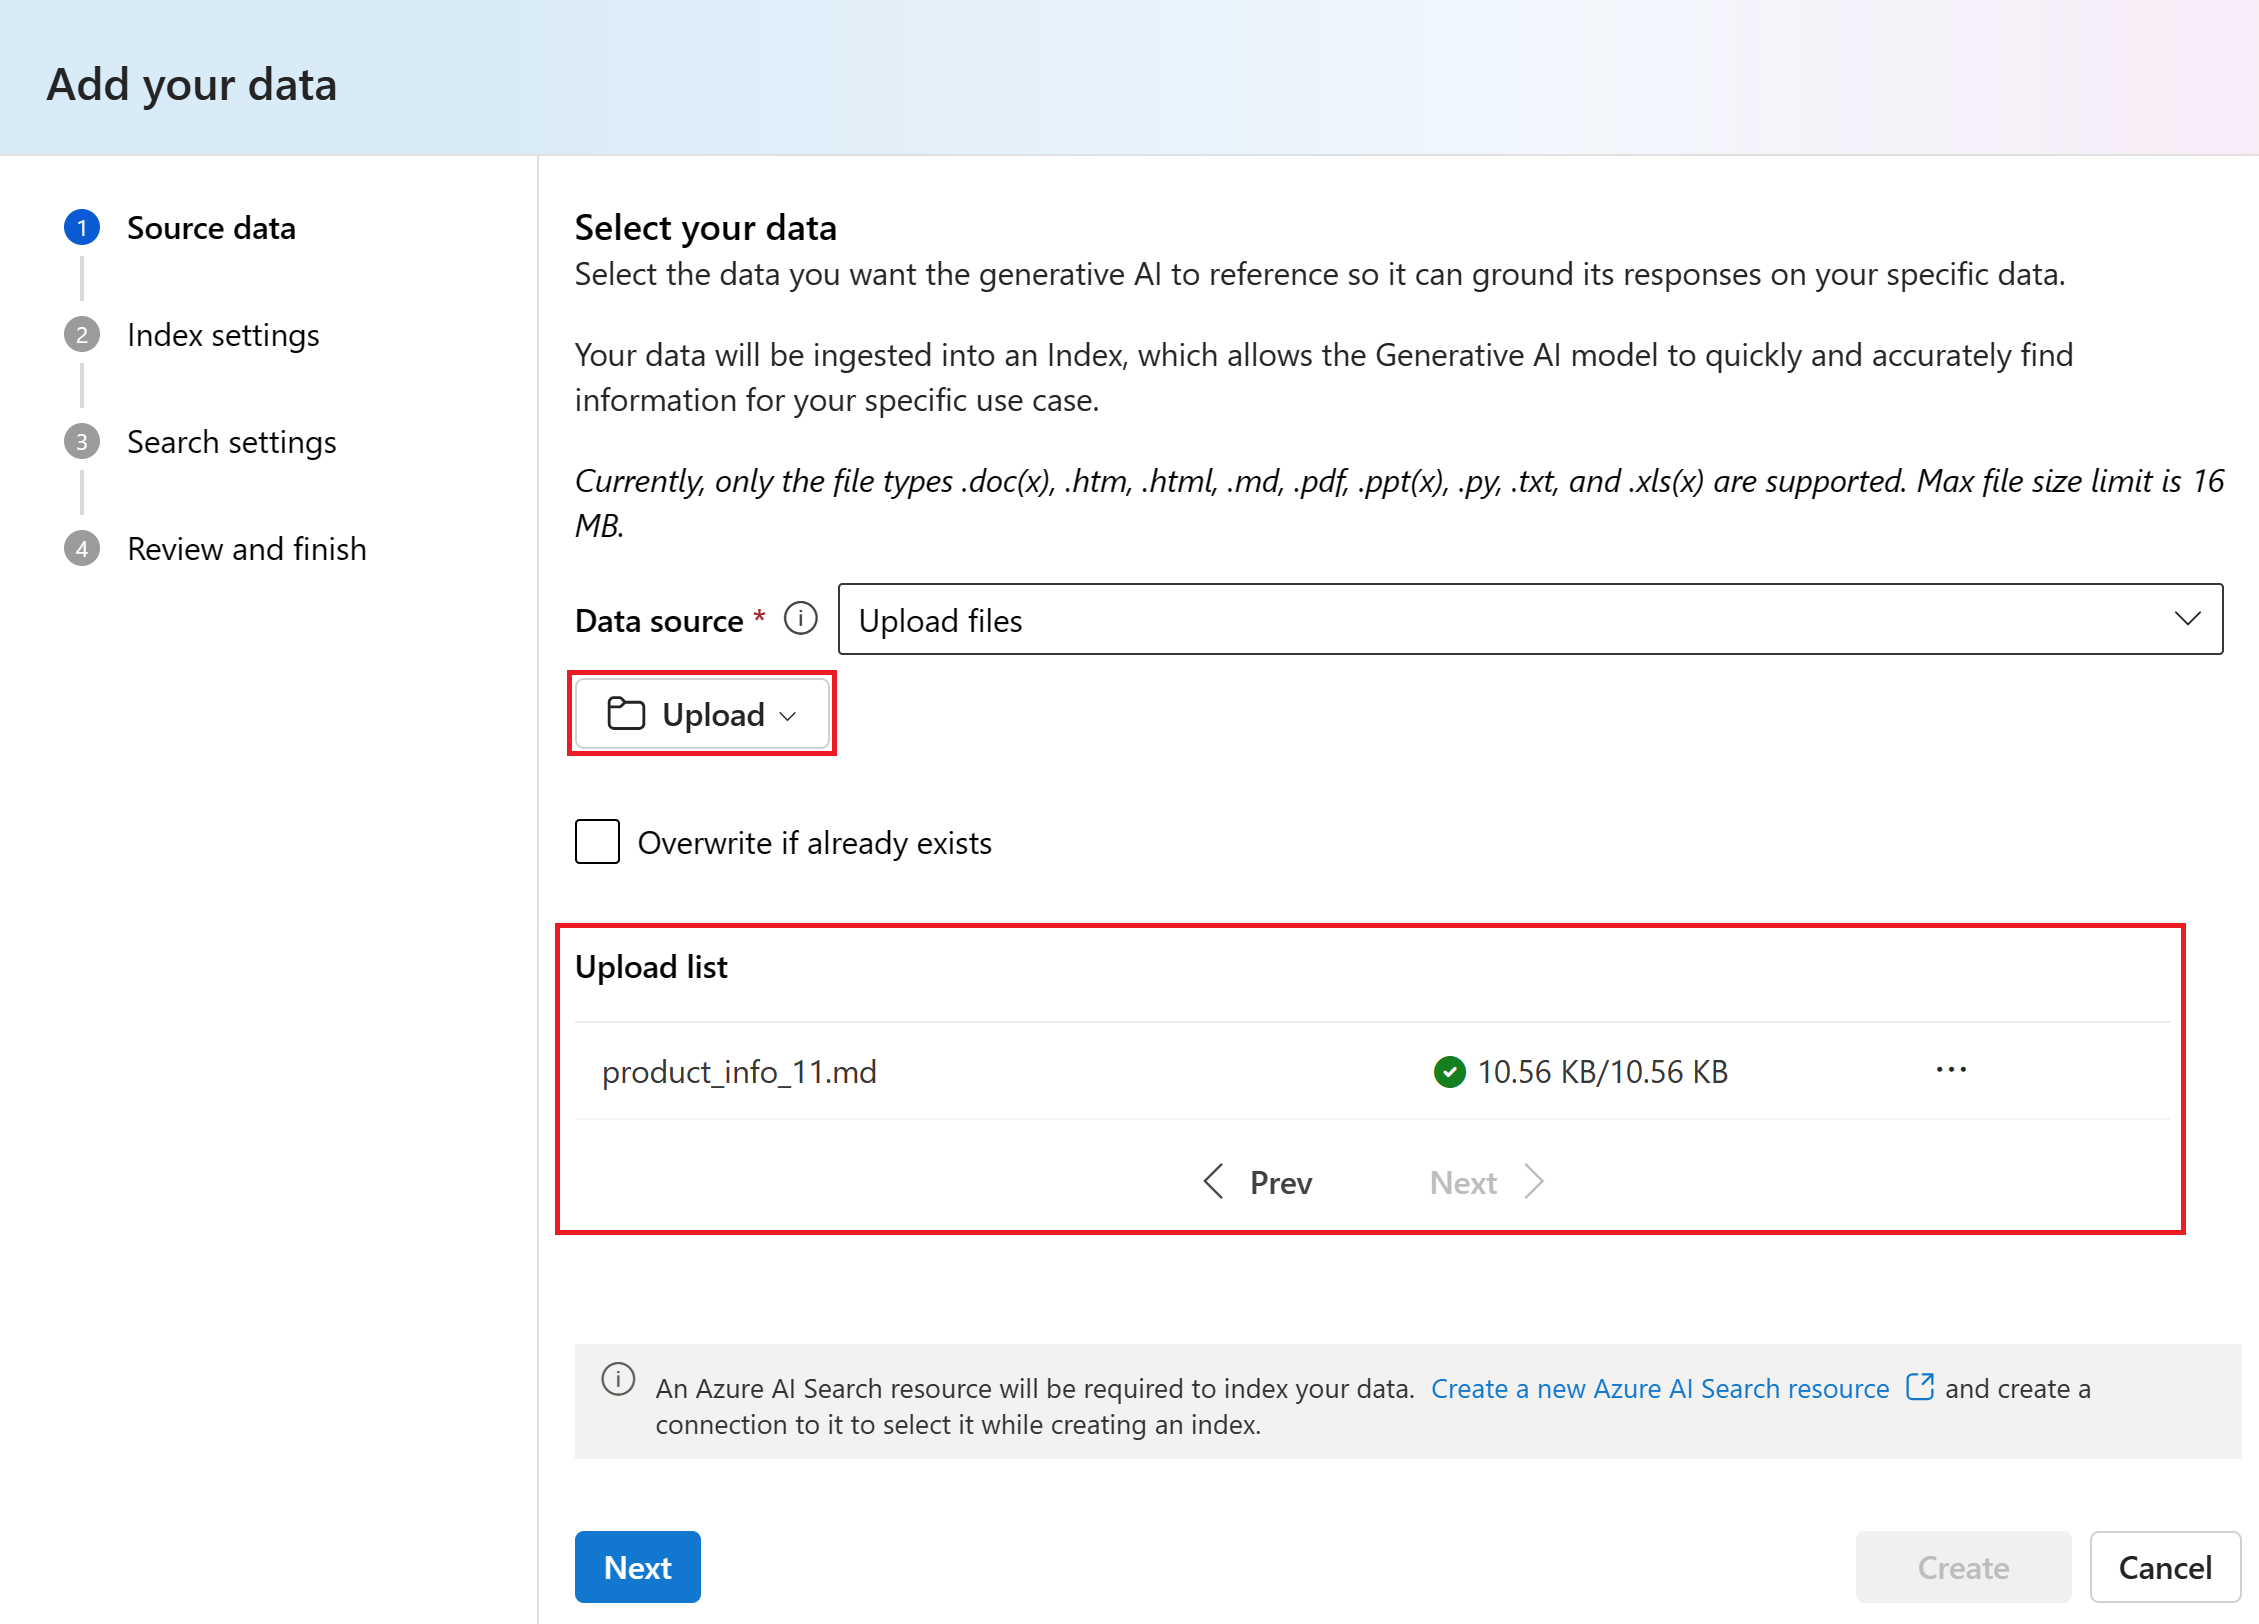 Add your data
1 Source data
2 Index settings
3 Search settings
4 Review and finish
Select your data
Select the data you want the generative AI to reference so it can ground its responses on your specific data.
Your data will be ingested into an Index, which allows the Generative AI model to quickly and accurately find
information for your specific use case.
Currently, only the file types .doc(x), .htm, .html, .md, .pdf, .ppt(x), .py, .txt, and .xls(x) are supported. Max file size limit is 16
MB.
Data source * Upload files
Upload
Overwrite if already exists
Upload list
product_info_11.md 10.56 KB/10.56 KB ...
Prev Next
An Azure AI Search resource will be required to index your data. Create a new Azure AI Search resource and create a
connection to it to select it while creating an index.
Next Create Cancel